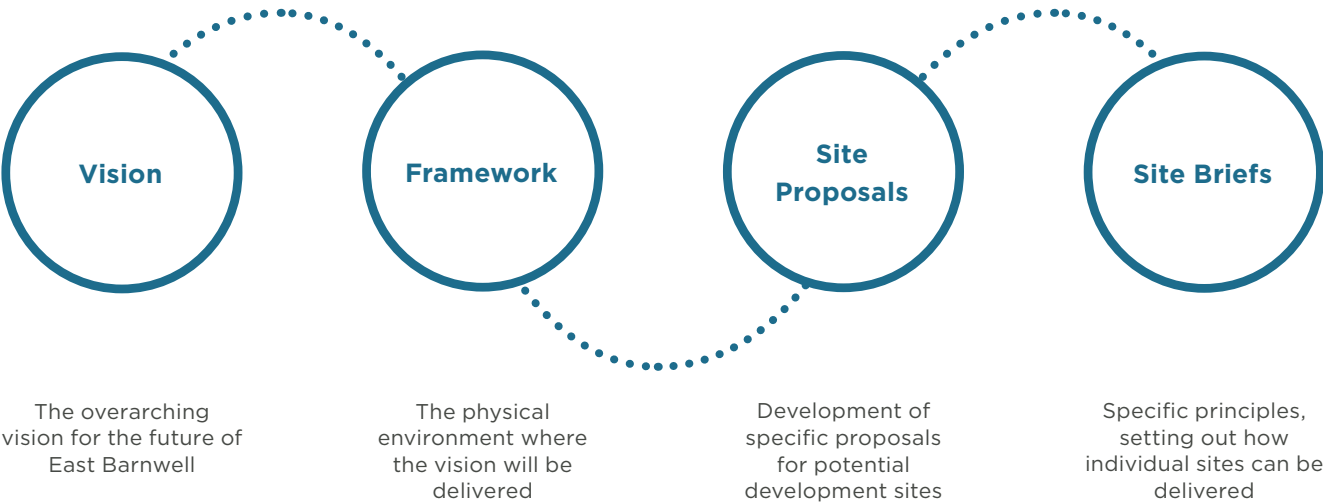 Vision
Framework
Site
Proposals
Site Briefs
The overarching
vision for the future of
East Barnwell
The physical
environment where
the vision will be
delivered
Development of
specific proposals
for potential
development sites
Specific principles,
setting out how
individual sites can be
delivered